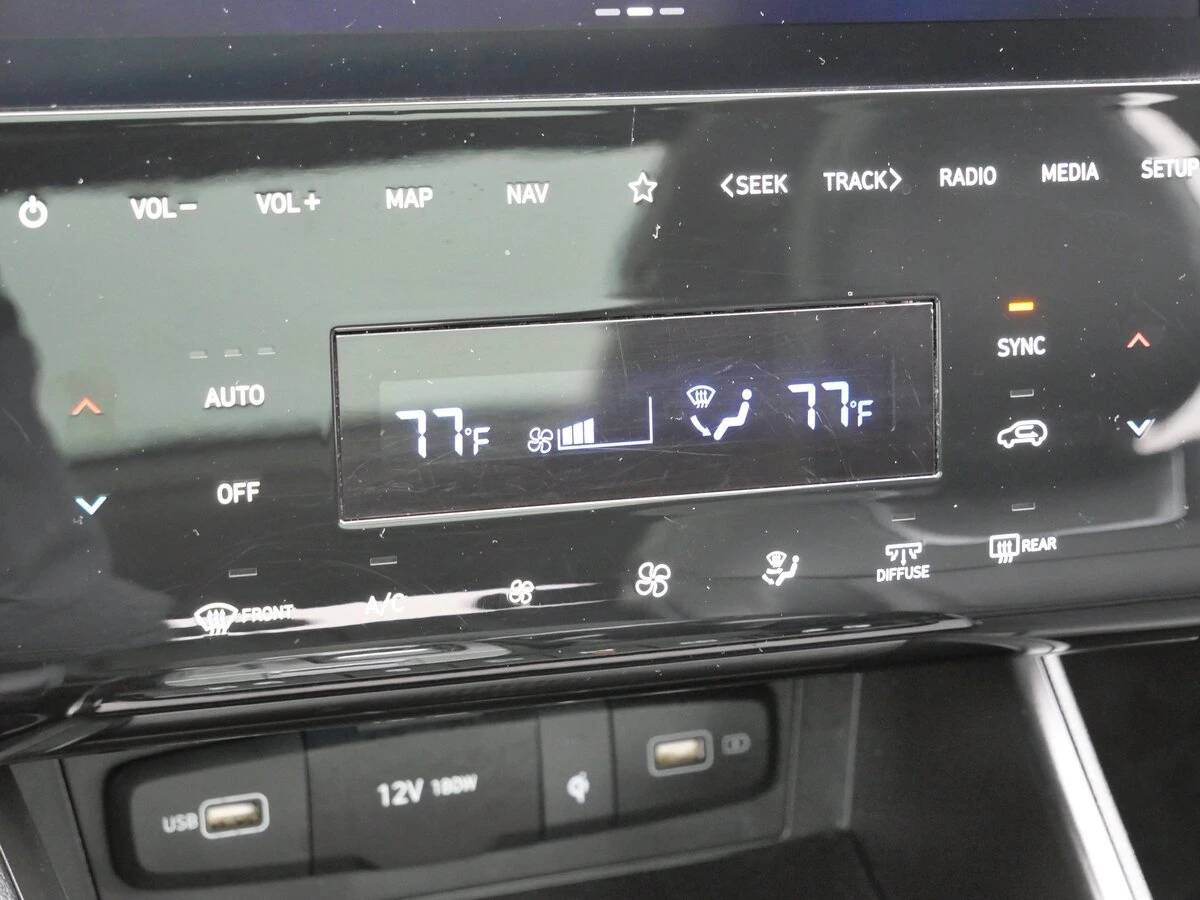 VOL- VOL+ MAP NAV <SEEK TRACK> RADIO MEDIA SETUP
SYNC
AUTO
77°F 77°F
OFF
FRONT A/C DIFFUSE REAR
USB 12V 180W